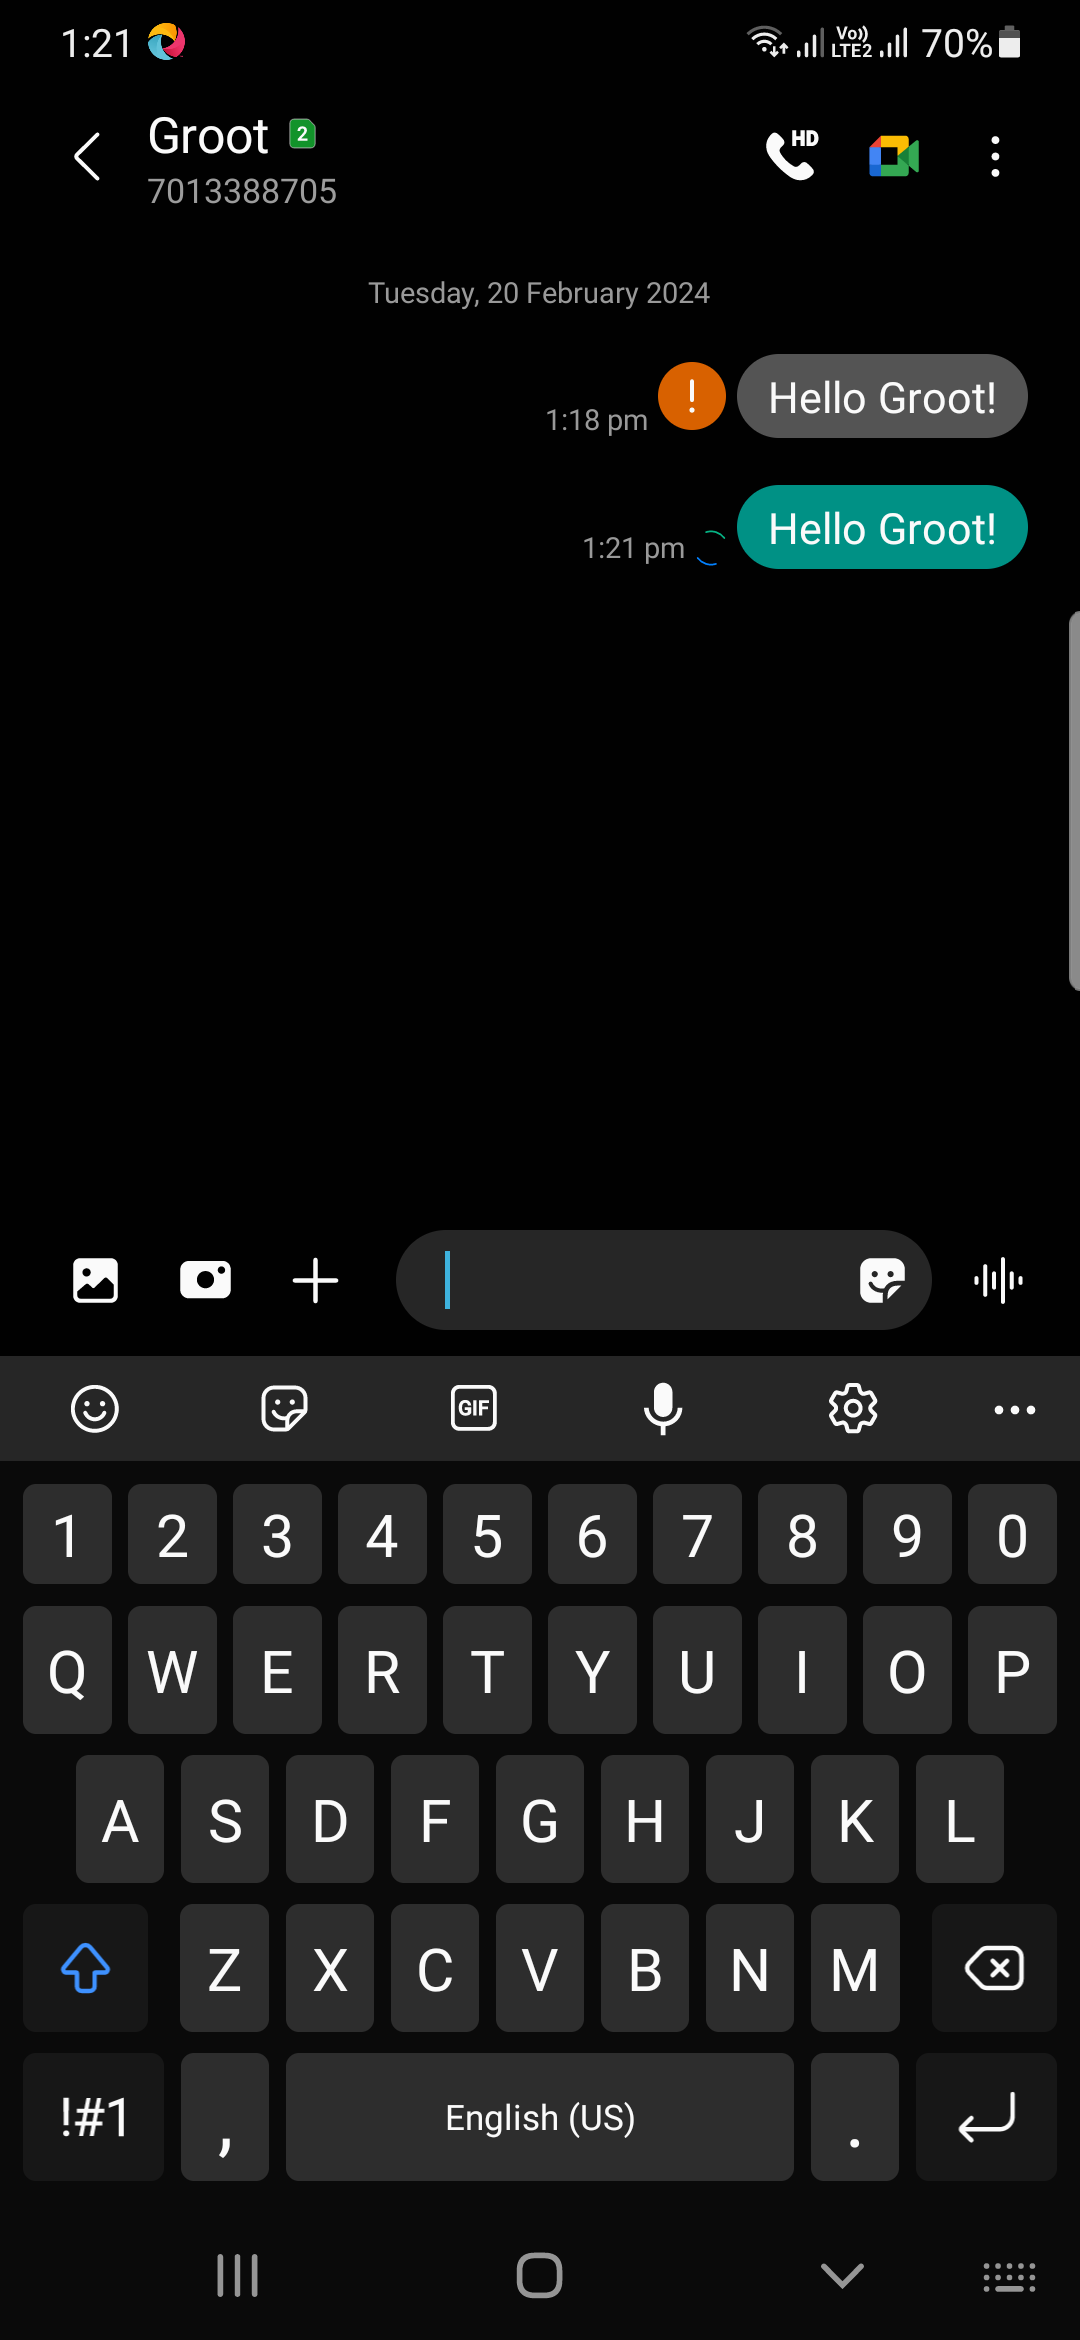 1:21
Vo)) LTE2 70%
Groot 2
HD
7013388705
Tuesday, 20 February 2024
Hello Groot!
1:18 pm
Hello Groot!
1:21 pm
GIF
1 2 3 4 5 6 7 8 9 0
Q W E R T Y U I O P
A S D F G H J K L
Z X C V B N M
!#1 , English (US) .